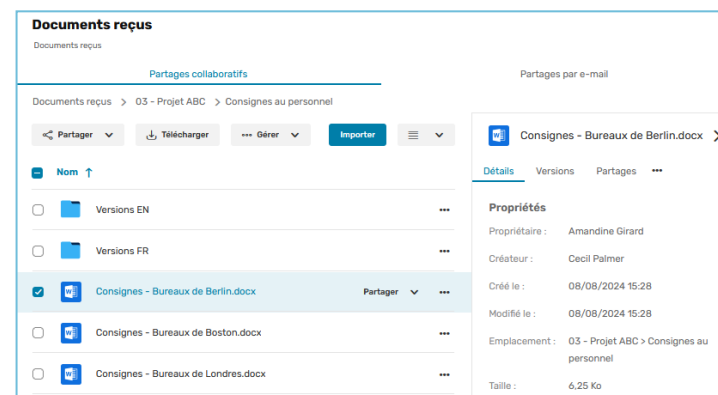 Documents reçus
Documents reçus
Partages collaboratifs
Partages par e-mail
Documents reçus > 03 - Projet ABC > Consignes au personnel
Partager
Télécharger
Gérer
Importer
Nom ↑
Versions EN
Versions FR
Consignes - Bureaux de Berlin.docx Partager
Consignes - Bureaux de Boston.docx
Consignes - Bureaux de Londres.docx
Consignes - Bureaux de Berlin.docx
Détails Versions Partages
Propriétés
Propriétaire : Amandine Girard
Créateur : Cecil Palmer
Créé le : 08/08/2024 15:28
Modifié le : 08/08/2024 15:28
Emplacement : 03 - Projet ABC > Consignes au
personnel
Taille : 6,25 Ko